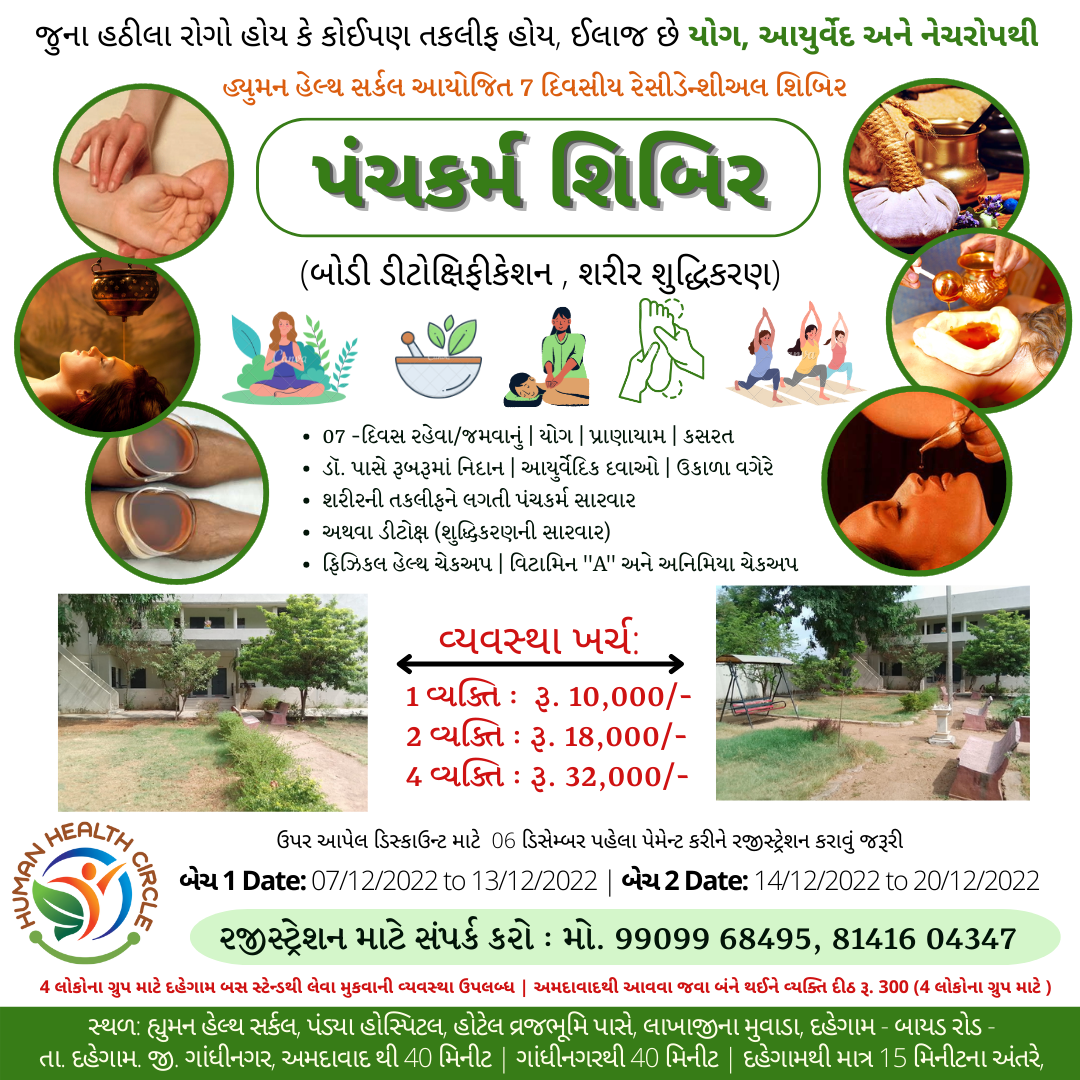 જુના હઠીલા રોગો હોય કે કોઈપણ તકલીફ હોય, ઈલાજ છે યોગ, આયુર્વેદ અને નેચરોપથી
હ્યુમન હેલ્થ સર્કલ આયોજિત 7 દિવસીય રેસીડેન્શીઅલ શિબિર
પંચકર્મ શિબિર
(બોડી ડીટોક્ષિફીકેશન , શરીર શુદ્ધિકરણ)
• 07 -દિવસ રહેવા/જમવાનું | યોગ | પ્રાણાયામ | કસરત
• ડૉ. પાસે રૂબરૂમાં નિદાન | આયુર્વેદિક દવાઓ | ઉકાળા વગેરે
• શરીરની તકલીફને લગતી પંચકર્મ સારવાર
• અથવા ડીટોક્ષ (શુદ્ધિકરણની સારવાર)
• ફિઝિકલ હેલ્થ ચેકઅપ | વિટામિન "A" અને અનિમિયા ચેકઅપ
વ્યવસ્થા ખર્ચ:
1 વ્યક્તિ : રૂ. 10,000/-
2 વ્યક્તિ : રૂ. 18,000/-
4 વ્યક્તિ : રૂ. 32,000/-
HUMAN HEALTH CIRCLE
ઉપર આપેલ ડિસ્કાઉન્ટ માટે 06 ડિસેમ્બર પહેલા પેમેન્ટ કરીને રજીસ્ટ્રેશન કરાવું જરૂરી
બેચ 1 Date: 07/12/2022 to 13/12/2022 | બેચ 2 Date: 14/12/2022 to 20/12/2022
રજીસ્ટ્રેશન માટે સંપર્ક કરો : મો. 99099 68495, 81416 04347
4 લોકોના ગ્રુપ માટે દહેગામ બસ સ્ટેન્ડથી લેવા મુકવાની વ્યવસ્થા ઉપલબ્ધ | અમદાવાદથી આવવા જવા બંને થઈને વ્યક્તિ દીઠ રૂ. 300 (4 લોકોના ગ્રુપ માટે )
સ્થળ: હ્યુમન હેલ્થ સર્કલ, પંડ્યા હોસ્પિટલ, હોટેલ વ્રજભૂમિ પાસે, લાખાજીના મુવાડા, દહેગામ - બાયડ રોડ -
તા. દહેગામ. જી. ગાંધીનગર, અમદાવાદ થી 40 મિનીટ | ગાંધીનગરથી 40 મિનીટ | દહેગામથી માત્ર 15 મિનીટના અંતરે,